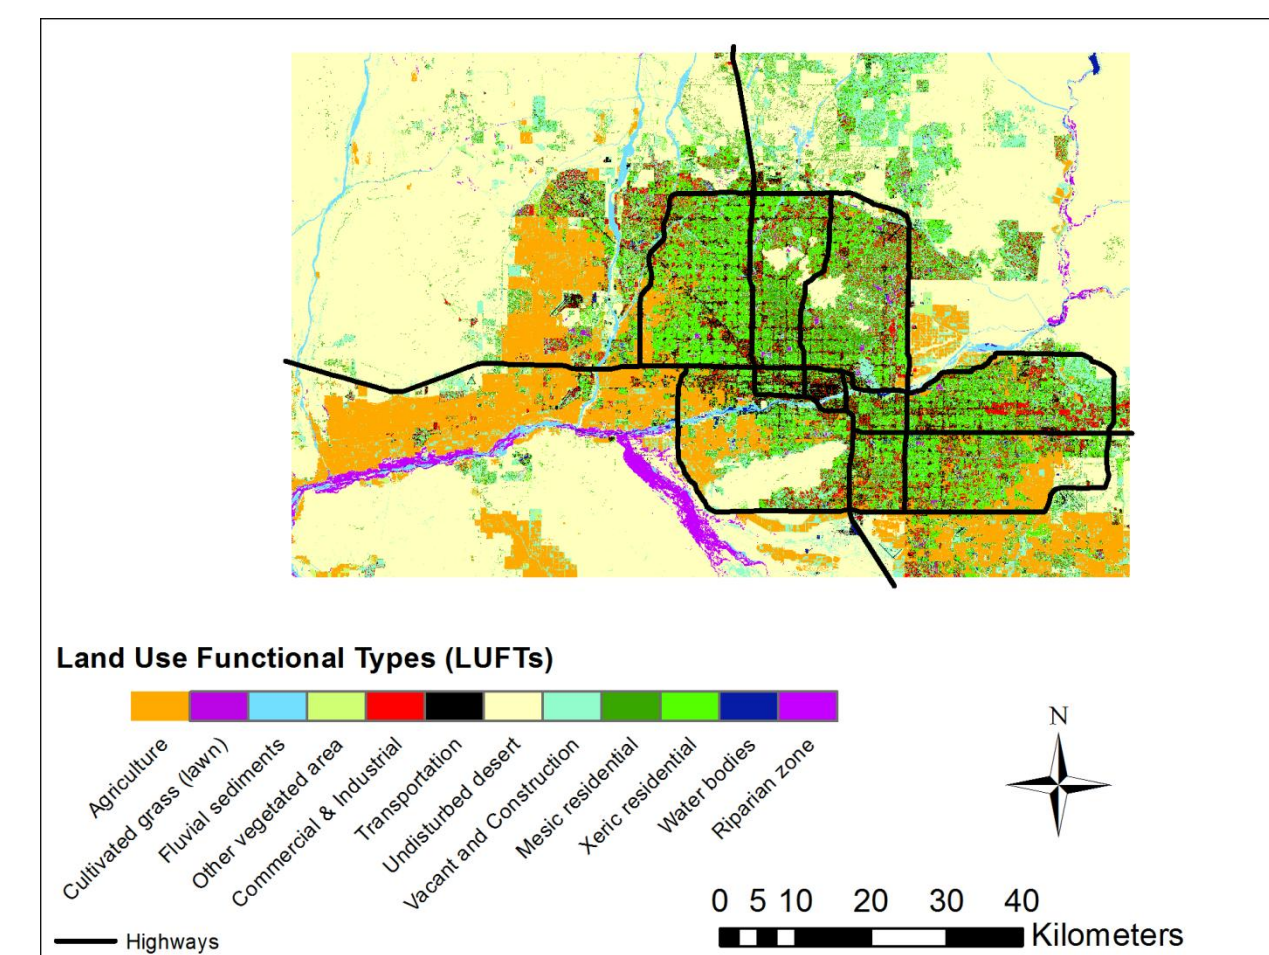 Land Use Functional Types (LUFTs)
Agriculture
Cultivated grass (lawn)
Fluvial sediments
Other vegetated area
Commercial & Industrial
Transportation
Undisturbed desert
Vacant and Construction
Mesic residential
Xeric residential
Water bodies
Riparian zone
N
0 5 10 20 30 40
Kilometers
Highways